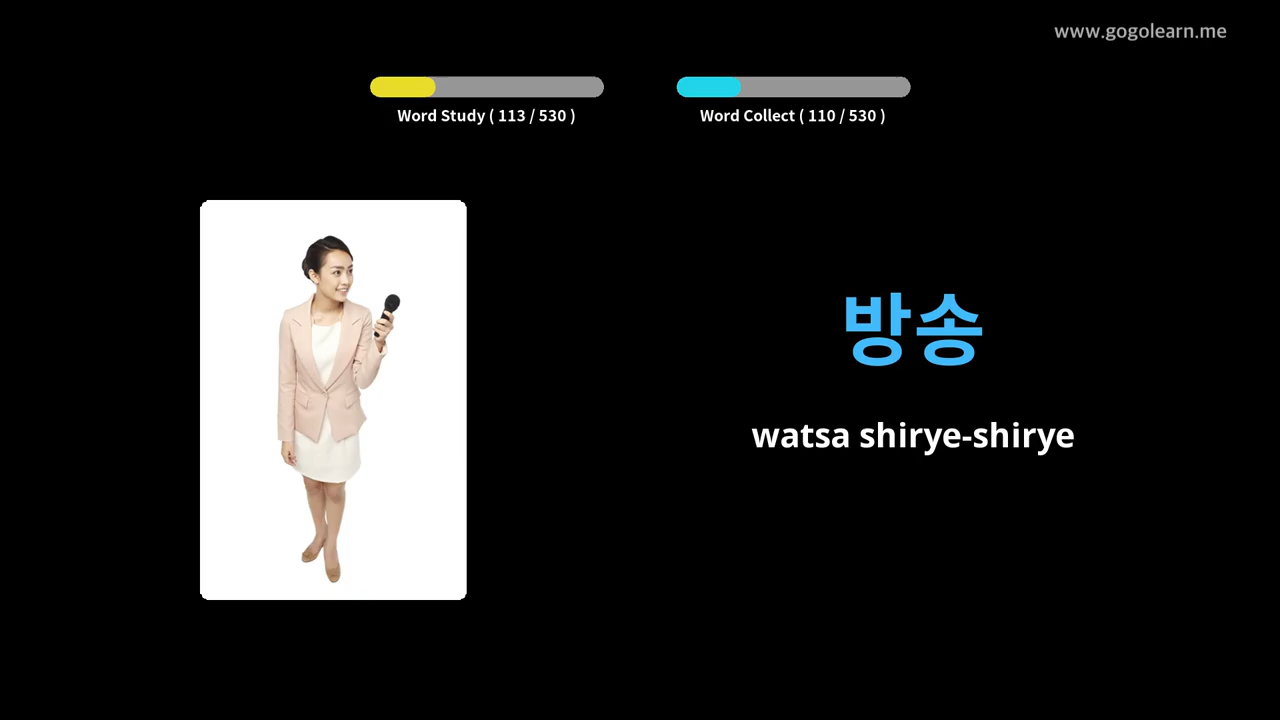 www.gogolearn.me
Word Study ( 113 / 530 )
Word Collect ( 110 / 530 )
방송
watsa shirye-shirye